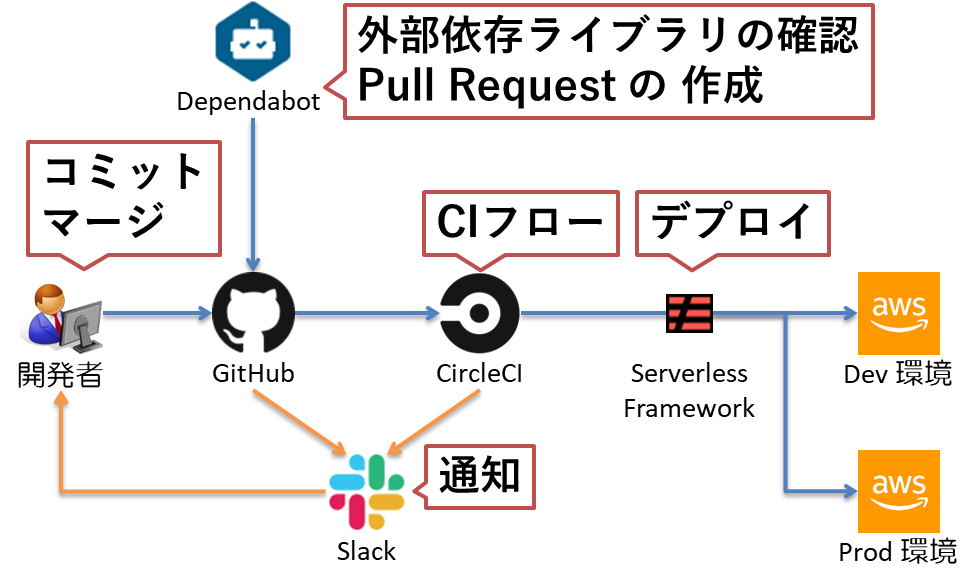 外部依存ライブラリの確認
Pull Request の 作成
Dependabot
コミット
マージ
CIフロー
デプロイ
aws
開発者
GitHub
CircleCI
Serverless
Framework
Dev 環境
通知
aws
Slack
Prod 環境